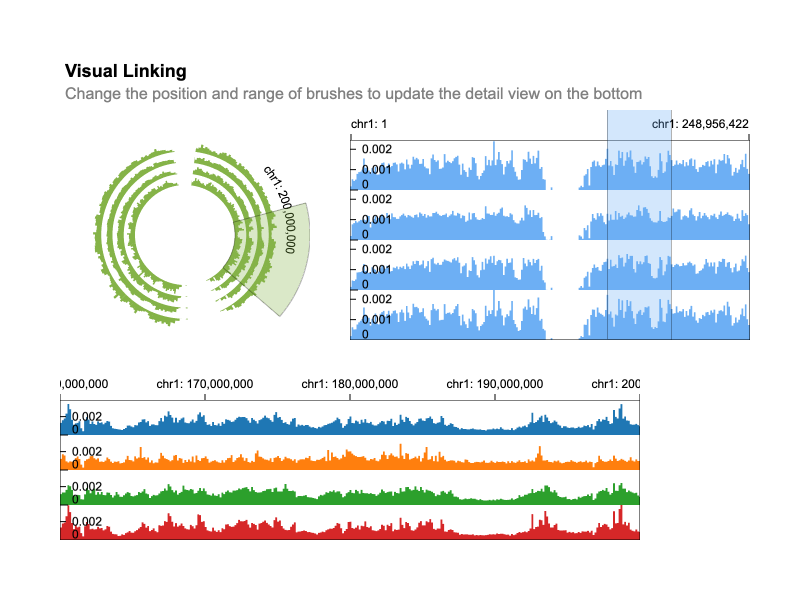 Visual Linking
Change the position and range of brushes to update the detail view on the bottom
chr1: 200,000,000
chr1: 1
chr1: 248,956,422
0.002
0.001
0
0.002
0.001
0
0.002
0.001
0
0.002
0.001
0
0,000,000
chr1: 170,000,000
chr1: 180,000,000
chr1: 190,000,000
chr1: 200
0.002
0
0.002
0
0.002
0
0.002
0